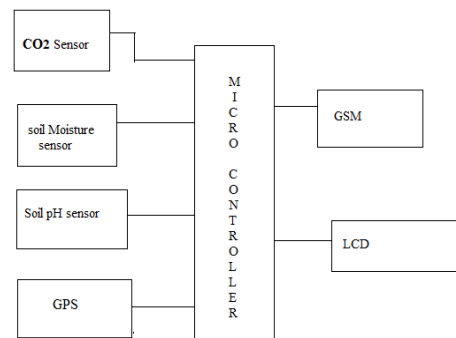 CO2 Sensor
soil Moisture
sensor
Soil pH sensor
GPS
M
I
C
R
O
C
O
N
T
R
O
L
L
E
R
GSM
LCD